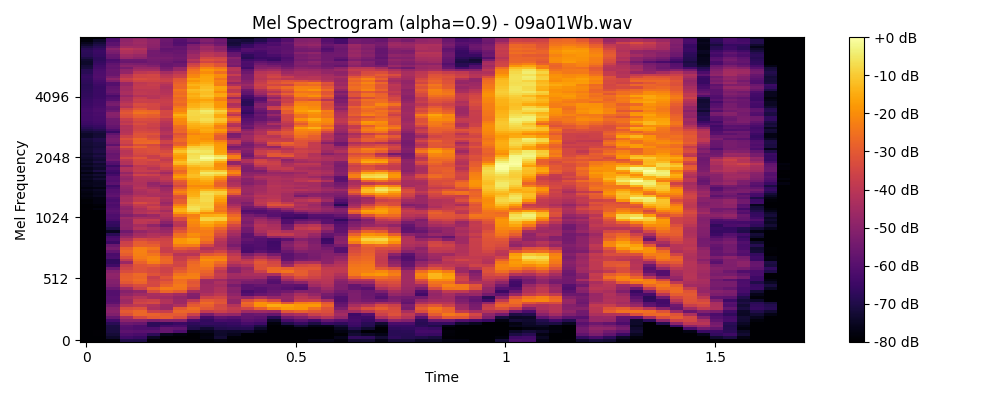 Mel Spectrogram (alpha=0.9) - 09a01Wb.wav
Mel Frequency
4096
2048
1024
512
0
0
0.5
1
1.5
Time
+0 dB
-10 dB
-20 dB
-30 dB
-40 dB
-50 dB
-60 dB
-70 dB
-80 dB